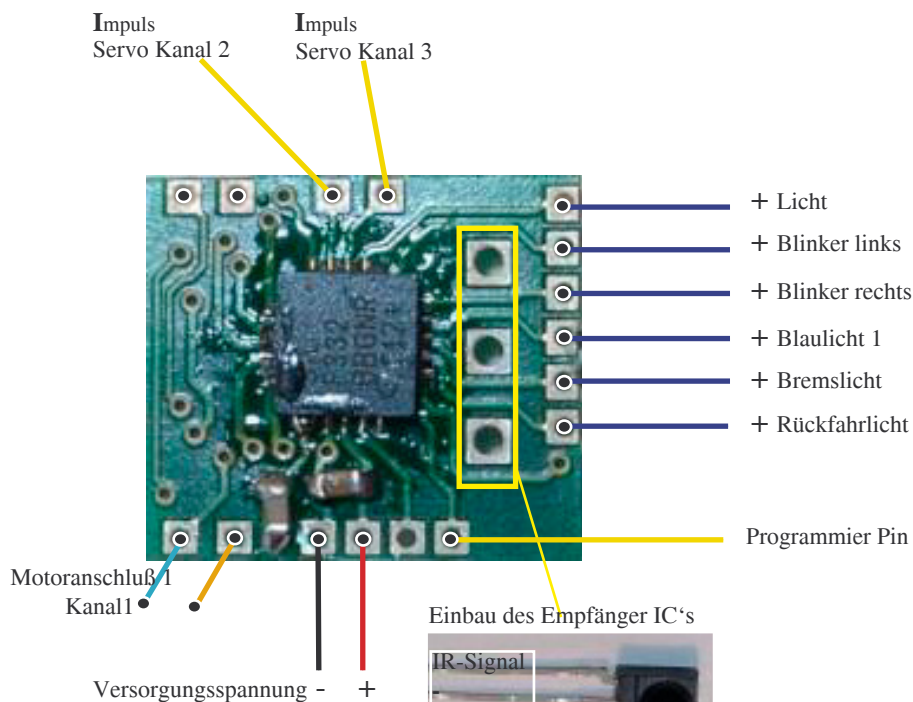 Impuls
Servo Kanal 2
Impuls
Servo Kanal 3
+ Licht
+ Blinker links
+ Blinker rechts
+ Blaulicht 1
+ Bremslicht
+ Rückfahrlicht
Programmier Pin
Motoranschluß 1
Kanal1
Einbau des Empfänger IC‘s
IR-Signal
-
Versorgungsspannung - +